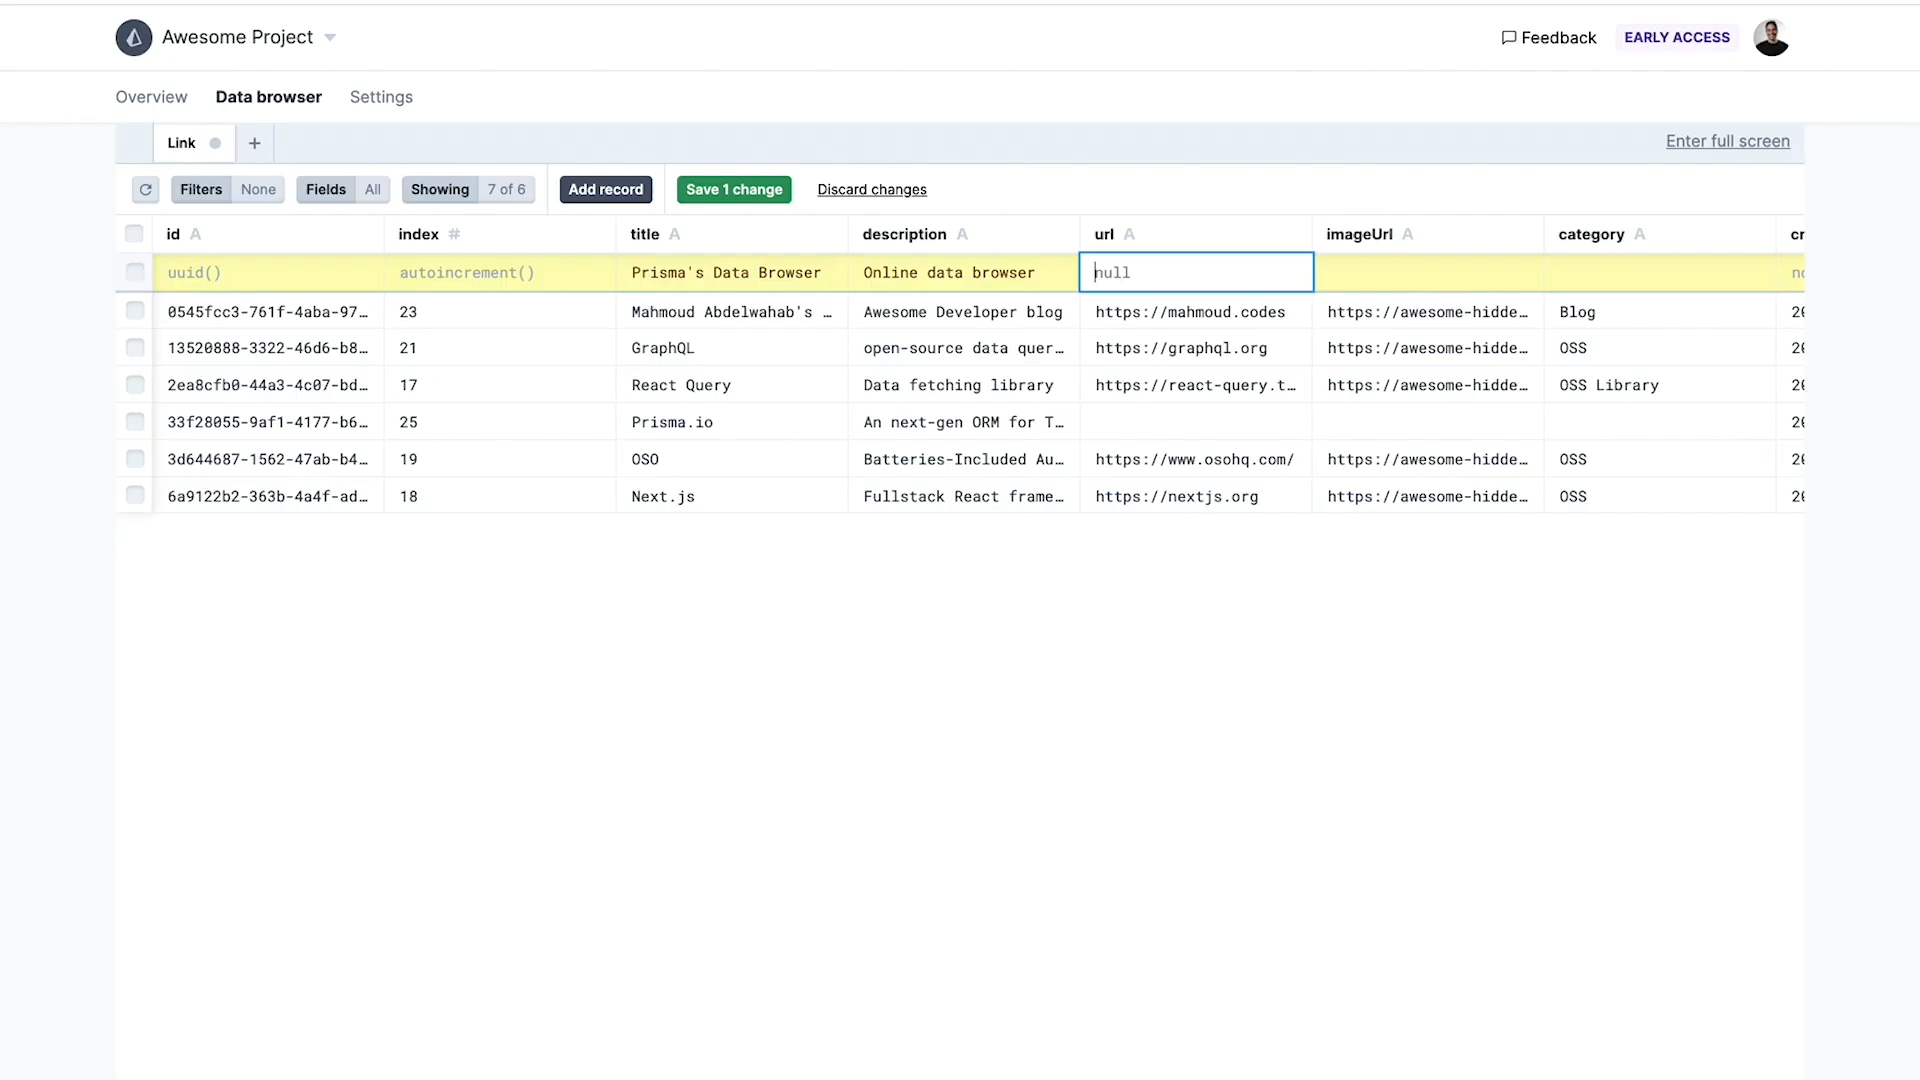 Awesome Project
Feedback
EARLY ACCESS
Overview
Data browser
Settings
Link
+
Enter full screen
Filters None
Fields All
Showing 7 of 6
Add record
Save 1 change
Discard changes
id A
index #
title A
description A
url A
imageUrl A
category A
cr
uuid()
autoincrement()
Prisma's Data Browser
Online data browser
null
0545fcc3-761f-4aba-97…
23
Mahmoud Abdelwahab's …
Awesome Developer blog
https://mahmoud.codes
https://awesome-hidde…
Blog
13520888-3322-46d6-b8…
21
GraphQL
open-source data quer…
https://graphql.org
https://awesome-hidde…
OSS
2ea8cfb0-44a3-4c07-bd…
17
React Query
Data fetching library
https://react-query.t…
https://awesome-hidde…
OSS Library
33f28055-9af1-4177-b6…
25
Prisma.io
An next-gen ORM for T…
3d644687-1562-47ab-b4…
19
OSO
Batteries-Included Au…
https://www.osohq.com/
https://awesome-hidde…
OSS
6a9122b2-363b-4a4f-ad…
18
Next.js
Fullstack React frame…
https://nextjs.org
https://awesome-hidde…
OSS